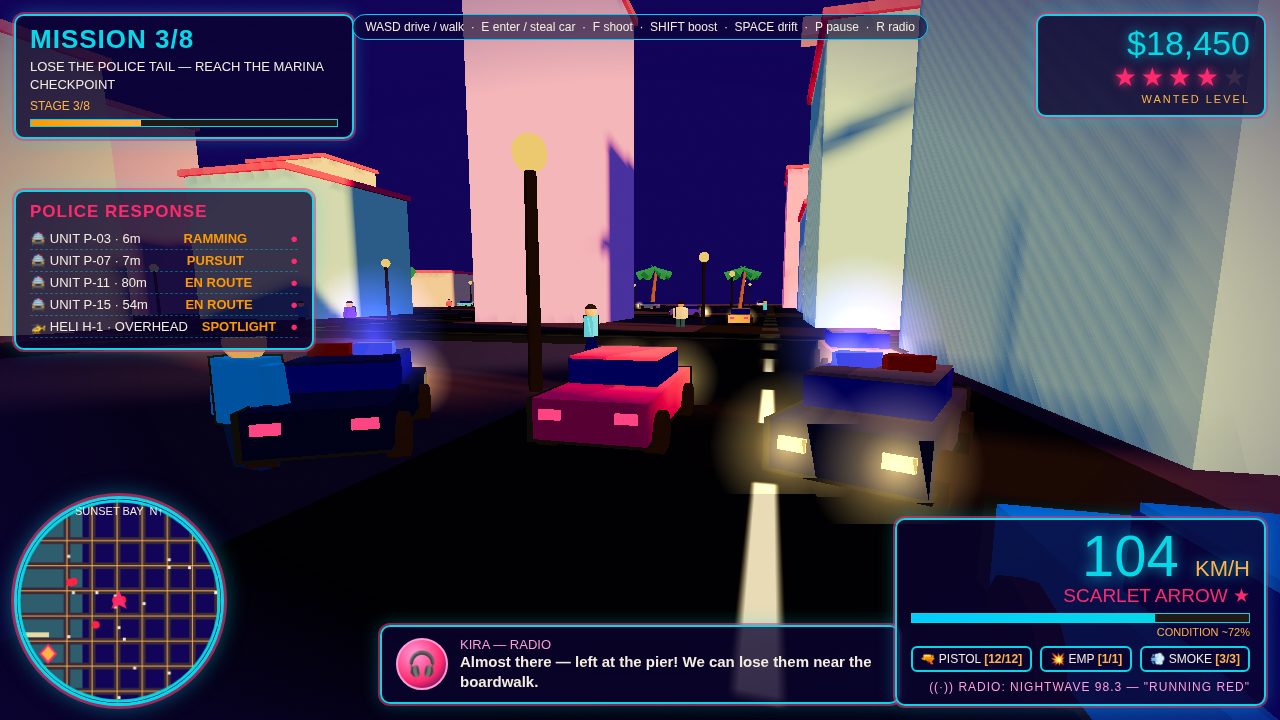 MISSION 3/8
LOSE THE POLICE TAIL — REACH THE MARINA
CHECKPOINT
STAGE 3/8
WASD drive / walk · E enter / steal car · F shoot · SHIFT boost · SPACE drift · P pause · R radio
$18,450
★★★★★
WANTED LEVEL
POLICE RESPONSE
🚔 UNIT P-03 · 6m RAMMING ●
🚔 UNIT P-07 · 7m PURSUIT ●
🚔 UNIT P-11 · 80m EN ROUTE ●
🚔 UNIT P-15 · 54m EN ROUTE ●
🚁 HELI H-1 · OVERHEAD SPOTLIGHT ●
SUNSET BAY N↑
KIRA — RADIO
Almost there — left at the pier! We can lose them near the
boardwalk.
104 KM/H
SCARLET ARROW ★
CONDITION ~72%
🔫 PISTOL [12/12] 💥 EMP [1/1] 💨 SMOKE [3/3]
((·)) RADIO: NIGHTWAVE 98.3 — "RUNNING RED"